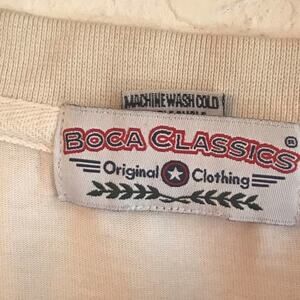 MACHINE WASH COLD
BOCA CLASSICS ®
Original Clothing